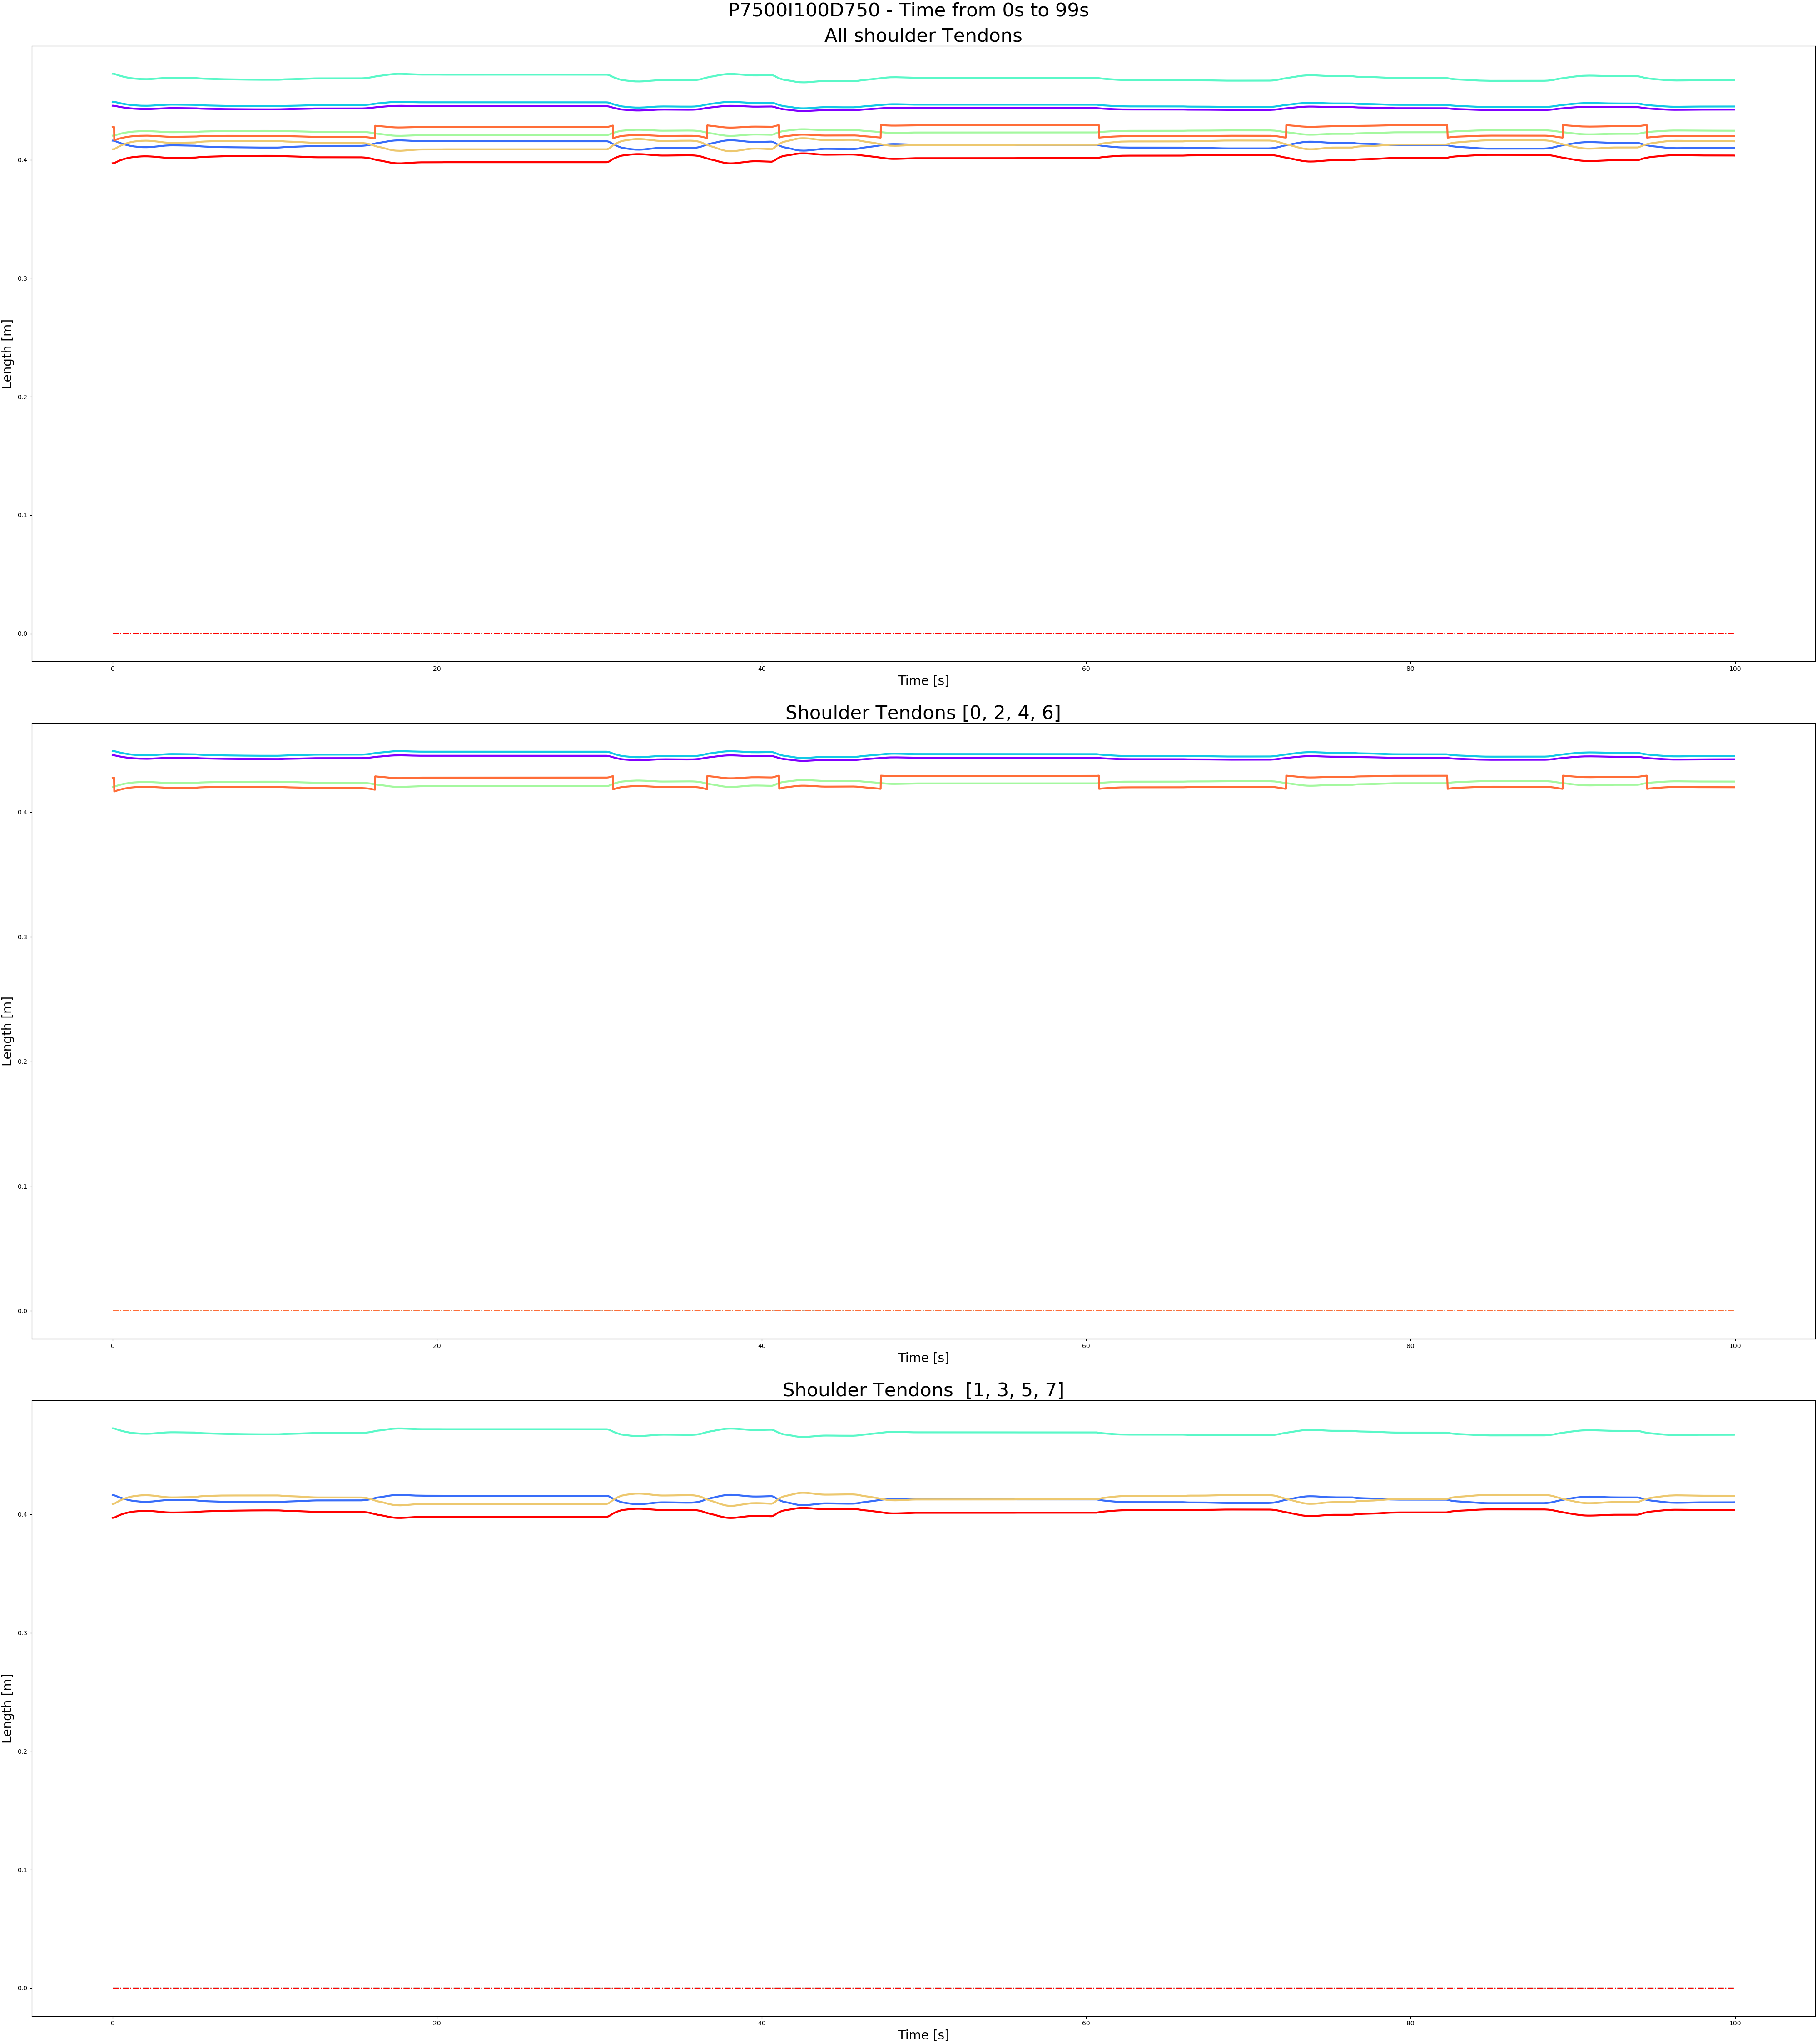 P7500I100D750 - Time from 0s to 99s
All shoulder Tendons
Length [m]
0.4
0.3
0.2
0.1
0.0
0 20 40 60 80 100
Time [s]
Shoulder Tendons [0, 2, 4, 6]
Length [m]
0.4
0.3
0.2
0.1
0.0
0 20 40 60 80 100
Time [s]
Shoulder Tendons [1, 3, 5, 7]
Length [m]
0.4
0.3
0.2
0.1
0.0
0 20 40 60 80 100
Time [s]